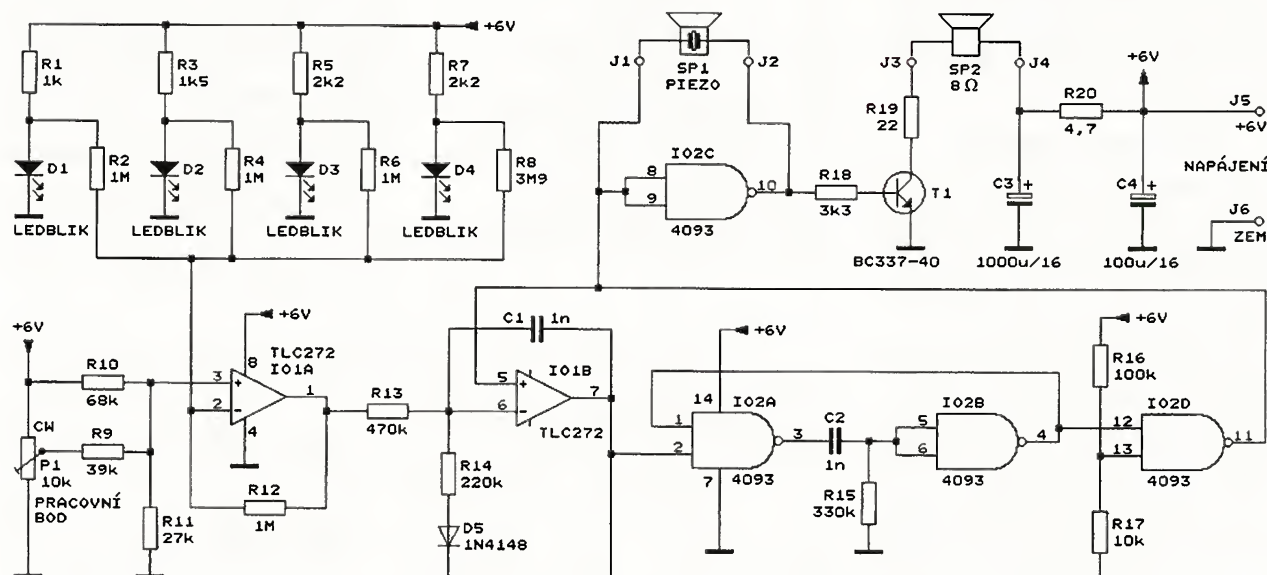 +6V
R1
1k
R3
1k5
R5
2k2
R7
2k2
D1
R2
1M
D2
R4
1M
D3
R6
1M
D4
R8
3M9
LEDBLIK
LEDBLIK
LEDBLIK
LEDBLIK
J1
SP1
PIEZO
J2
J3
SP2
8Ω
J4
+6V
R19
22
R20
4,7
J5
+6V
IO2C
8
9
10
4093
R18
3k3
T1
BC337-40
C3
+
1000u/16
C4
+
100u/16
NAPÁJENÍ
J6
ZEM
+6V
R10
68k
CW
P1
10k
R9
39k
PRACOVNÍ
BOD
R11
27k
+6V
TLC272
IO1A
8
3
+
2
-
1
4
R12
1M
R13
470k
C1
1n
5
+
6
-
IO1B
7
TLC272
R14
220k
D5
1N4148
+6V
14
IO2A
1
2
3
7
4093
C2
1n
R15
330k
IO2B
5
6
4
4093
+6V
R16
100k
IO2D
12
13
11
4093
R17
10k